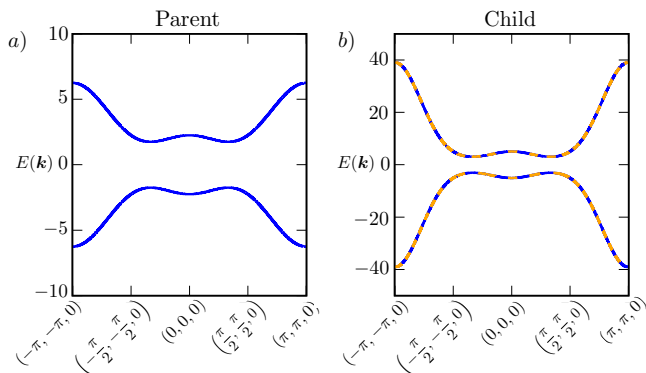 Parent
a)
10
5
E(𝒌) 0
−5
−10
(−π, −π, 0)
(−π/2, −π/2, 0)
(0, 0, 0)
(π/2, π/2, 0)
(π, π, 0)
Child
b)
40
20
E(𝒌) 0
−20
−40
(−π, −π, 0)
(−π/2, −π/2, 0)
(0, 0, 0)
(π/2, π/2, 0)
(π, π, 0)